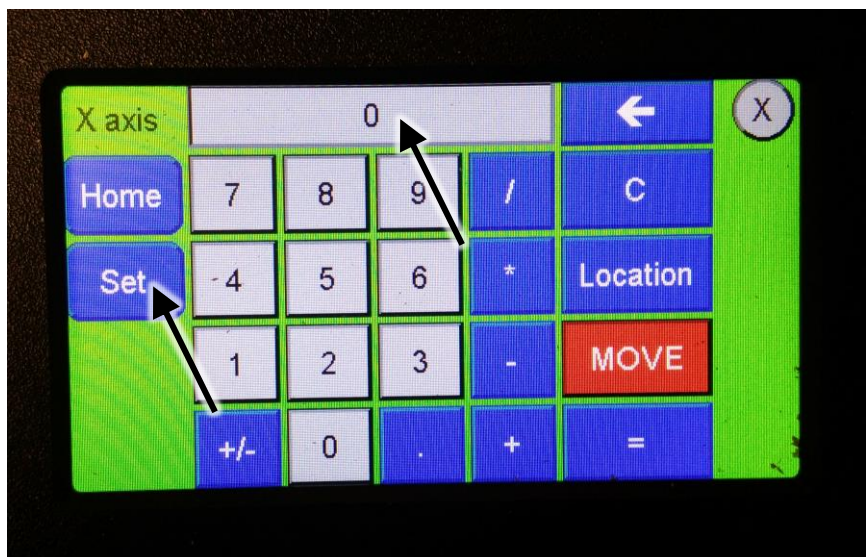 X axis 0 ← X
Home 7 8 9 / C
Set 4 5 6 * Location
1 2 3 - MOVE
+/- 0 . + =